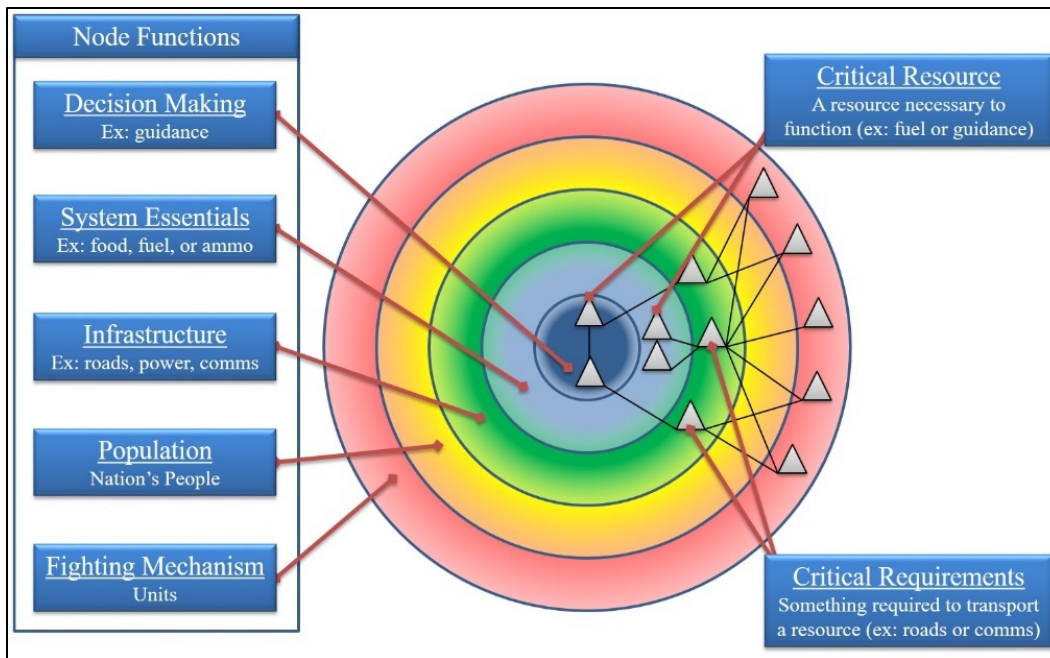 Node Functions
Decision Making
Ex: guidance
System Essentials
Ex: food, fuel, or ammo
Infrastructure
Ex: roads, power, comms
Population
Nation’s People
Fighting Mechanism
Units
Critical Resource
A resource necessary to
function (ex: fuel or guidance)
Critical Requirements
Something required to transport
a resource (ex: roads or comms)